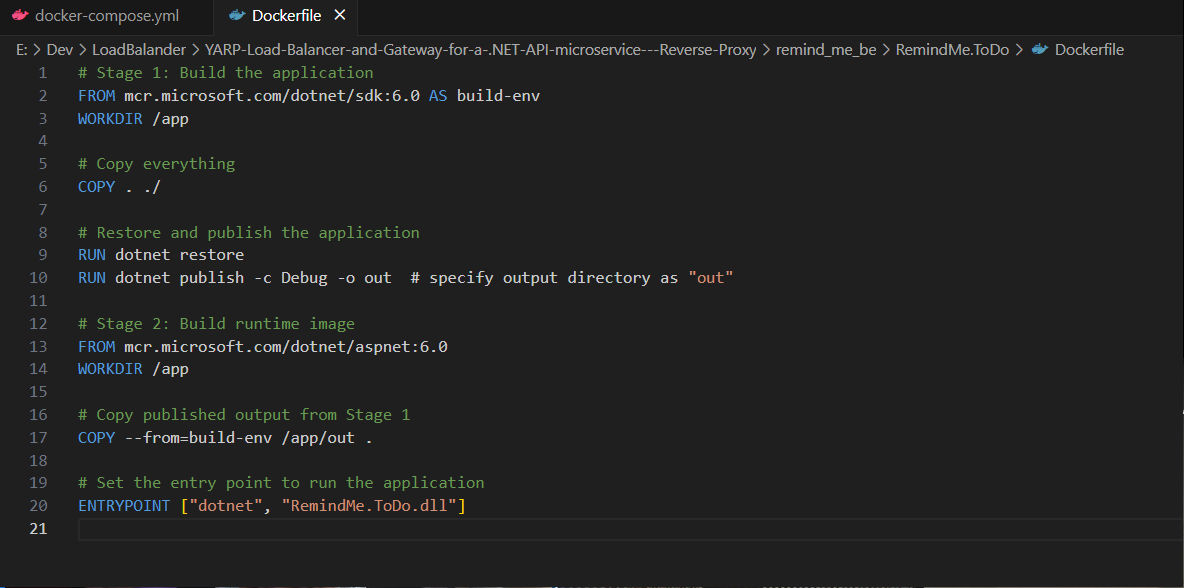 docker-compose.yml Dockerfile
E: > Dev > LoadBalander > YARP-Load-Balancer-and-Gateway-for-a-.NET-API-microservice---Reverse-Proxy > remind_me_be > RemindMe.ToDo > Dockerfile
1 # Stage 1: Build the application
2 FROM mcr.microsoft.com/dotnet/sdk:6.0 AS build-env
3 WORKDIR /app
4
5 # Copy everything
6 COPY . ./
7
8 # Restore and publish the application
9 RUN dotnet restore
10 RUN dotnet publish -c Debug -o out  # specify output directory as "out"
11
12 # Stage 2: Build runtime image
13 FROM mcr.microsoft.com/dotnet/aspnet:6.0
14 WORKDIR /app
15
16 # Copy published output from Stage 1
17 COPY --from=build-env /app/out .
18
19 # Set the entry point to run the application
20 ENTRYPOINT ["dotnet", "RemindMe.ToDo.dll"]
21